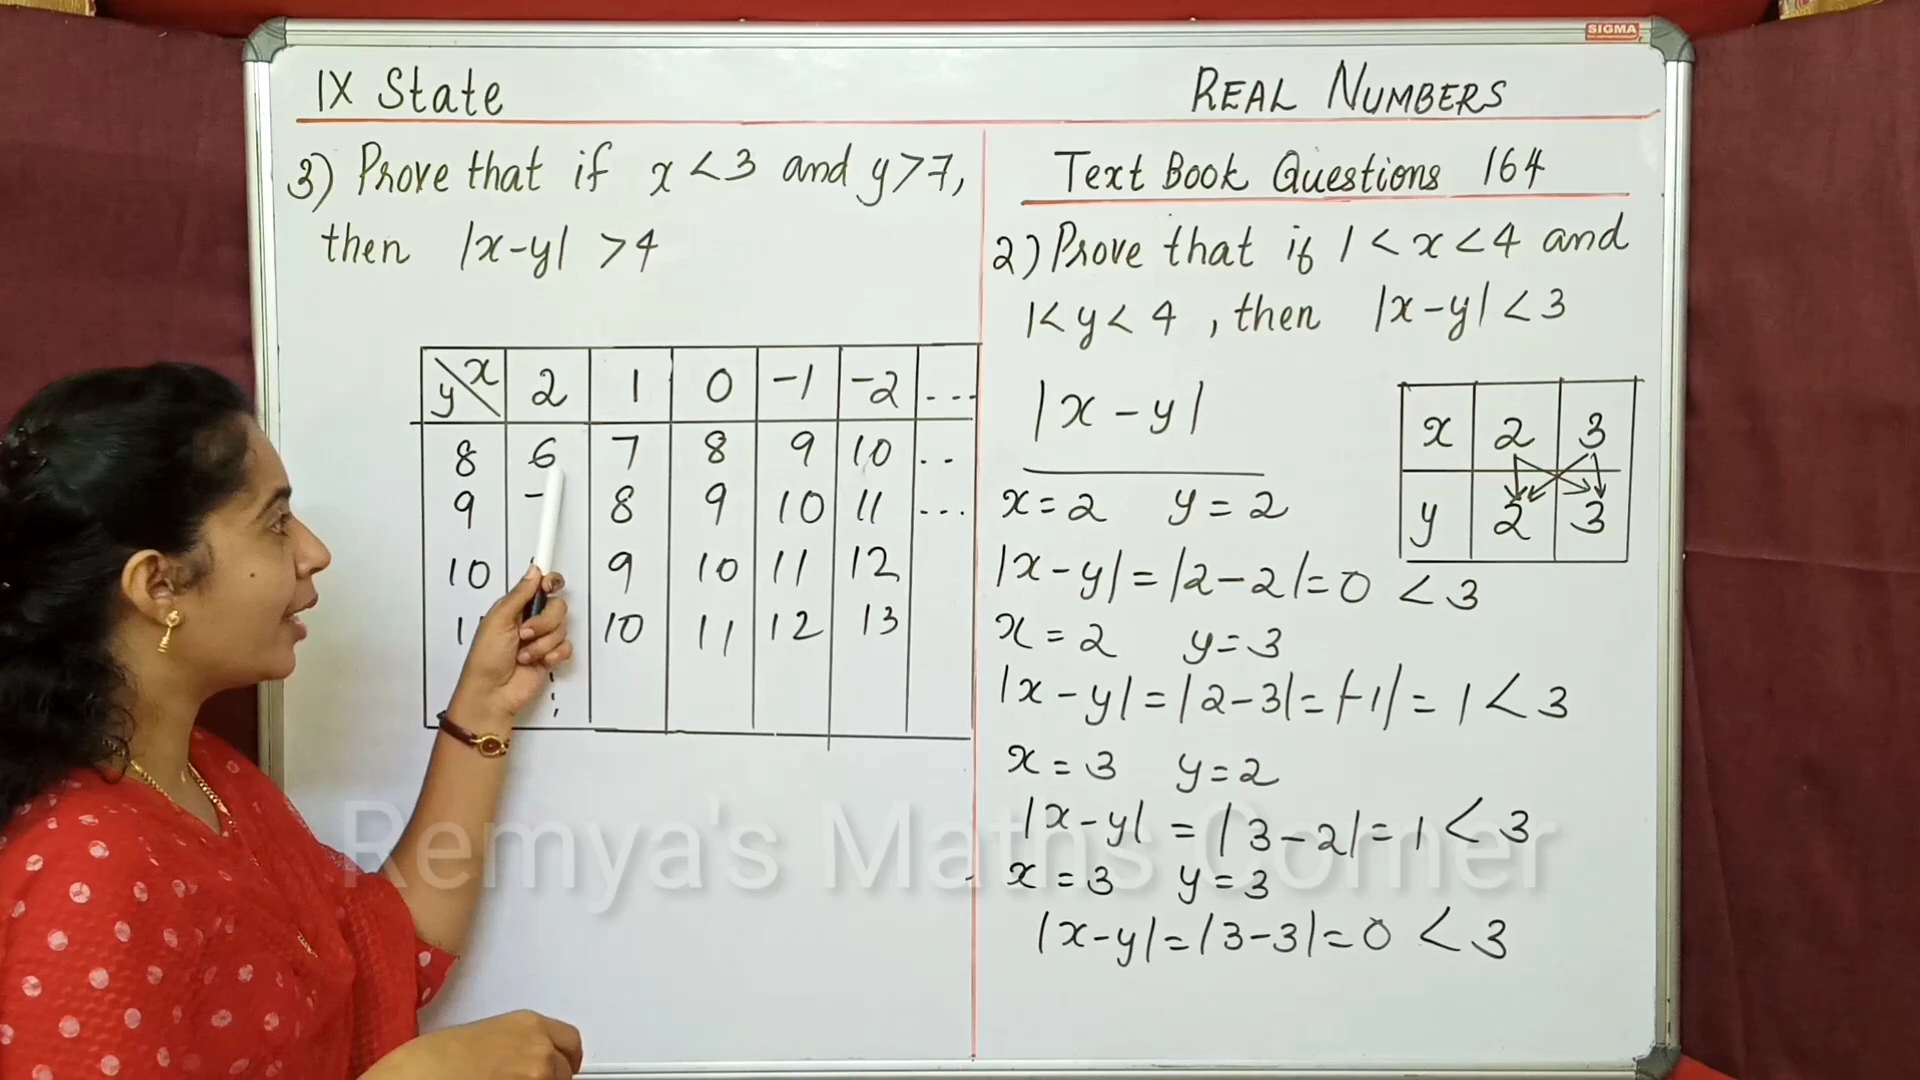 SIGMA
IX State
REAL NUMBERS
3) Prove that if x < 3 and y > 7,
then |x-y| > 4
y x 2 1 0 -1 -2 ...
8 6 7 8 9 10 ..
9 8 9 10 11 ...
10 9 10 11 12
10 11 12 13
Text Book Questions 164
2) Prove that if 1 < x < 4 and
1 < y < 4 , then |x-y| < 3
|x - y|
x 2 3
y 2 3
x = 2 y = 2
|x - y| = |2 - 2| = 0 < 3
x = 2 y = 3
|x - y| = |2 - 3| = |-1| = 1 < 3
x = 3 y = 2
|x - y| = |3 - 2| = 1 < 3
x = 3 y = 3
|x - y| = |3 - 3| = 0 < 3
Remya's Maths Corner